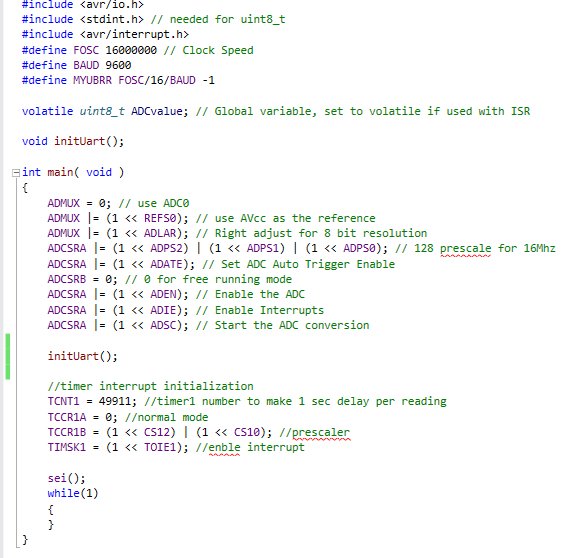 #include <avr/io.h>
#include <stdint.h> // needed for uint8_t
#include <avr/interrupt.h>
#define FOSC 16000000 // Clock Speed
#define BAUD 9600
#define MYUBRR FOSC/16/BAUD -1
volatile uint8_t ADCvalue; // Global variable, set to volatile if used with ISR
void initUart();
int main( void )
{
ADMUX = 0; // use ADC0
ADMUX |= (1 << REFS0); // use AVcc as the reference
ADMUX |= (1 << ADLAR); // Right adjust for 8 bit resolution
ADCSRA |= (1 << ADPS2) | (1 << ADPS1) | (1 << ADPS0); // 128 prescale for 16Mhz
ADCSRA |= (1 << ADATE); // Set ADC Auto Trigger Enable
ADCSRB = 0; // 0 for free running mode
ADCSRA |= (1 << ADEN); // Enable the ADC
ADCSRA |= (1 << ADIE); // Enable Interrupts
ADCSRA |= (1 << ADSC); // Start the ADC conversion
initUart();
//timer interrupt initialization
TCNT1 = 49911; //timer1 number to make 1 sec delay per reading
TCCR1A = 0; //normal mode
TCCR1B = (1 << CS12) | (1 << CS10); //prescaler
TIMSK1 = (1 << TOIE1); //enble interrupt
sei();
while(1)
{
}
}